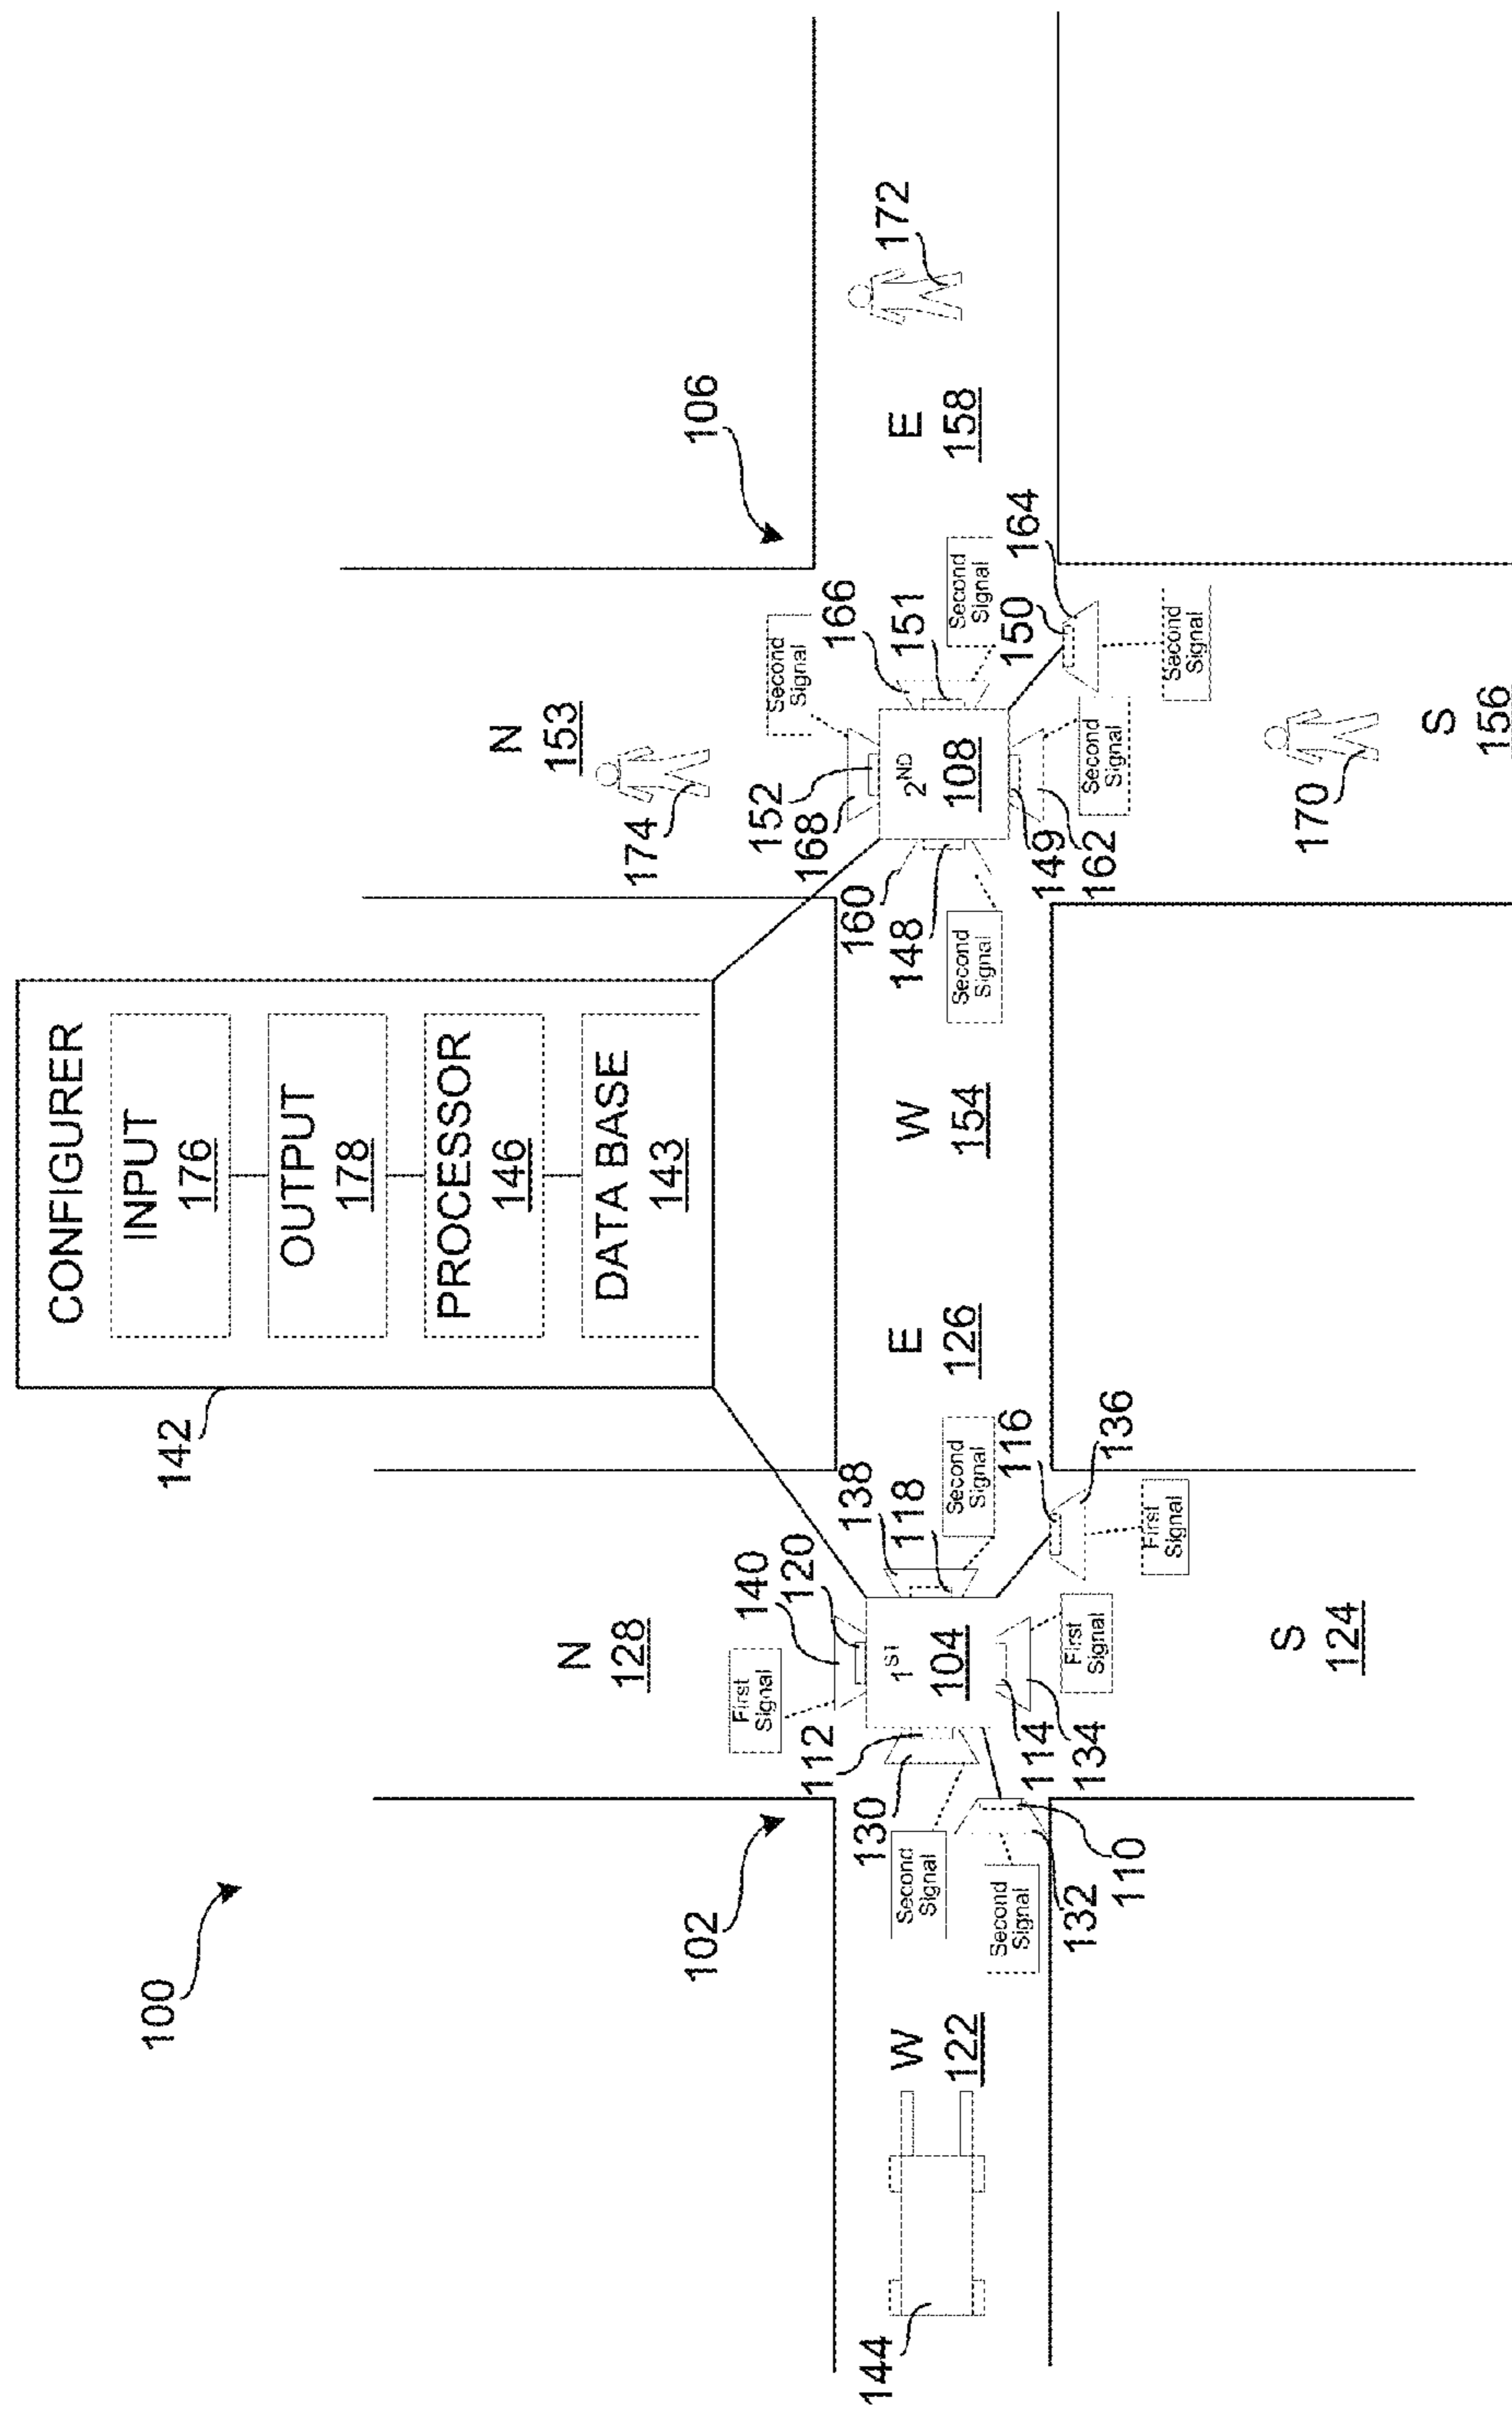 100
142
CONFIGURER
INPUT
176
OUTPUT
178
PROCESSOR
146
DATA BASE
143
102
106
N
128
N
153
174
First
Signal
140
120
112
130
1ST
104
138
118
Second
Signal
116
136
First
Signal
114
134
First
Signal
Second
Signal
Second
Signal
132
110
144
W
122
S
124
E
126
W
154
152
168
160
148
Second
Signal
166
151
Second
Signal
2ND
108
Second
Signal
150
164
Second
Signal
149
162
Second
Signal
E
158
172
170
S
156